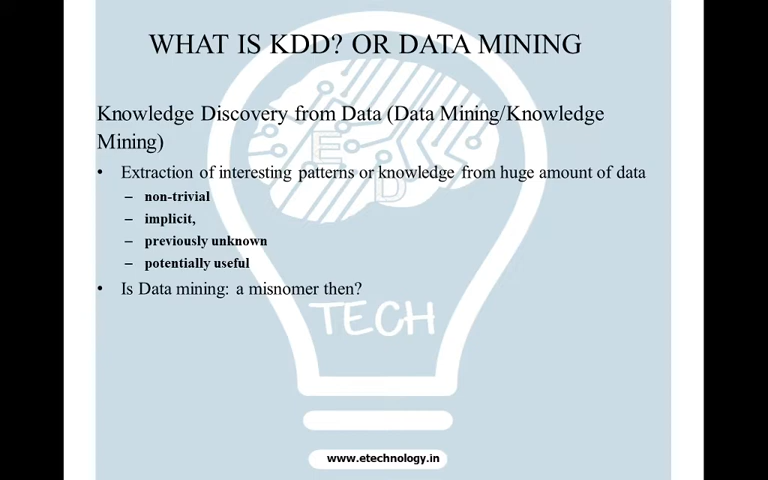 WHAT IS KDD? OR DATA MINING
Knowledge Discovery from Data (Data Mining/Knowledge
Mining)
• Extraction of interesting patterns or knowledge from huge amount of data
– non-trivial
– implicit,
– previously unknown
– potentially useful
• Is Data mining: a misnomer then?
E
D
TECH
www.etechnology.in